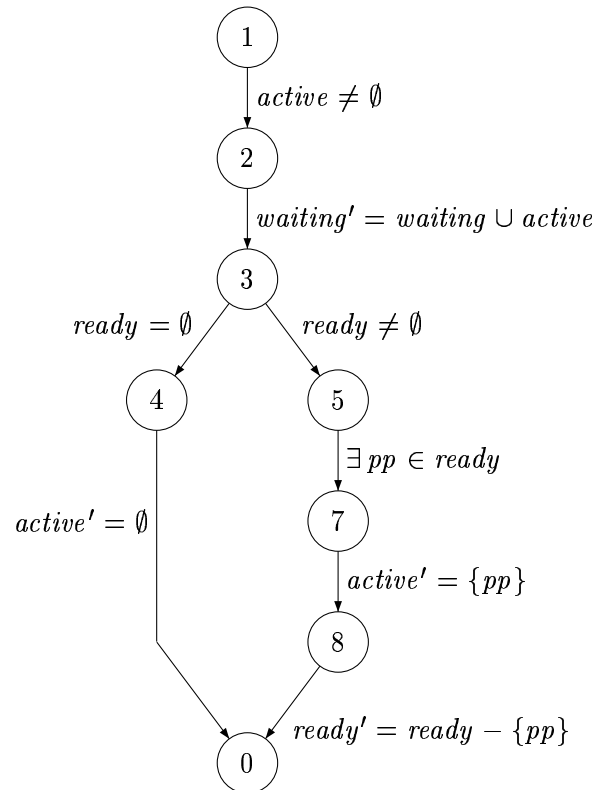 1
active ≠ ∅
2
waiting′ = waiting ∪ active
3
ready = ∅
ready ≠ ∅
4
5
∃ pp ∈ ready
7
active′ = ∅
active′ = {pp}
8
ready′ = ready − {pp}
0